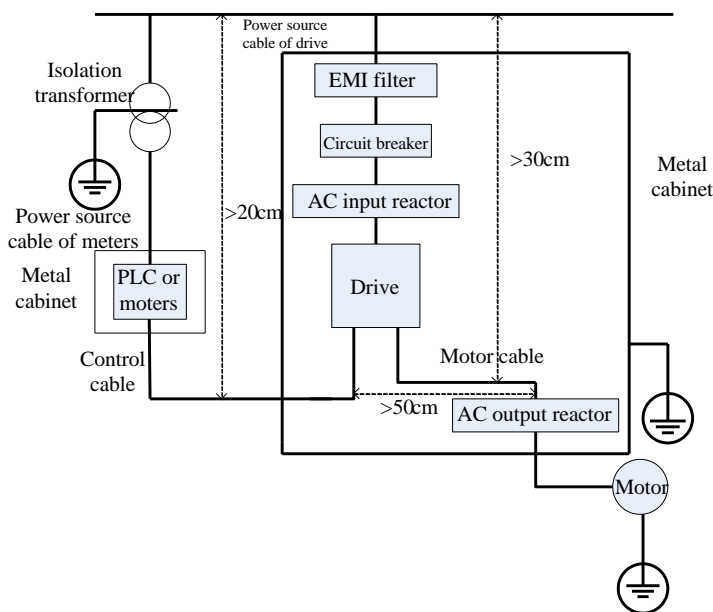 Power source
cable of drive
Isolation
transformer
EMI filter
Circuit breaker
>30cm
Metal
cabinet
AC input reactor
>20cm
Power source
cable of meters
Metal
cabinet
PLC or
moters
Drive
Control
cable
Motor cable
>50cm
AC output reactor
Motor